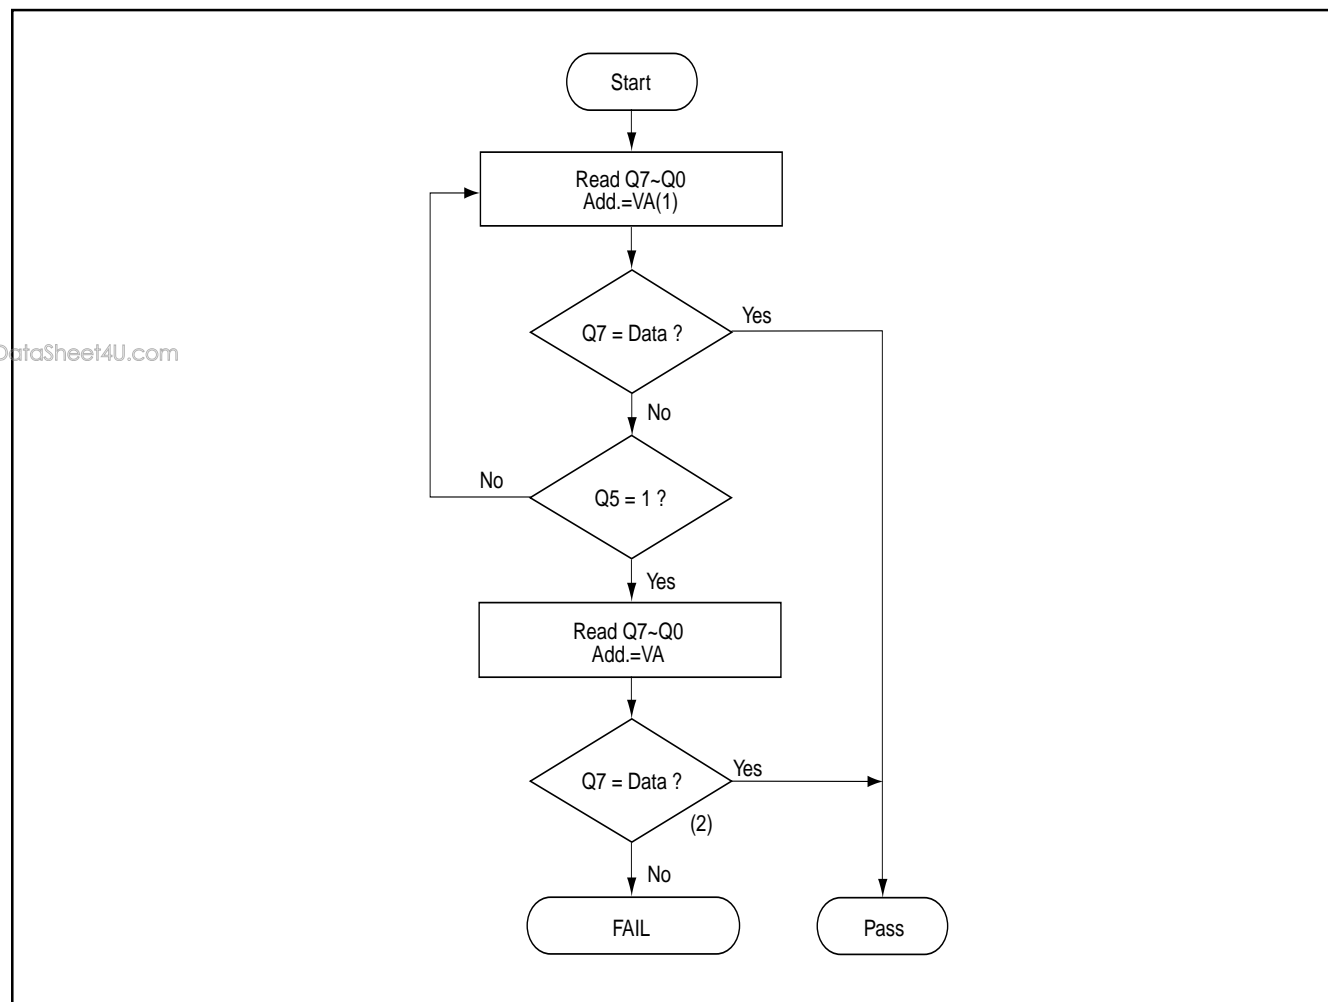 Start
Read Q7~Q0
Add.=VA(1)
Q7 = Data ?
Yes
DataSheet4U.com
No
No
Q5 = 1 ?
Yes
Read Q7~Q0
Add.=VA
Q7 = Data ?
Yes
(2)
No
FAIL
Pass